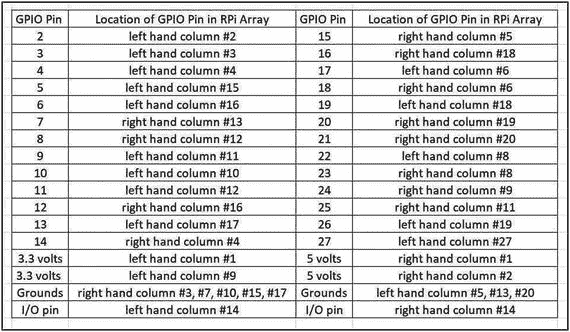 GPIO Pin Location of GPIO Pin in RPi Array GPIO Pin Location of GPIO Pin in RPi Array
2 left hand column #2 15 right hand column #5
3 left hand column #3 16 right hand column #18
4 left hand column #4 17 left hand column #6
5 left hand column #15 18 right hand column #6
6 left hand column #16 19 left hand column #18
7 right hand column #13 20 right hand column #19
8 right hand column #12 21 right hand column #20
9 left hand column #11 22 left hand column #8
10 left hand column #10 23 right hand column #8
11 left hand column #12 24 right hand column #9
12 right hand column #16 25 right hand column #11
13 left hand column #17 26 left hand column #19
14 right hand column #4 27 left hand column #27
3.3 volts left hand column #1 5 volts right hand column #1
3.3 volts left hand column #9 5 volts right hand column #2
Grounds right hand column #3, #7, #10, #15, #17 Grounds left hand column #5, #13, #20
I/O pin left hand column #14 I/O pin right hand column #14